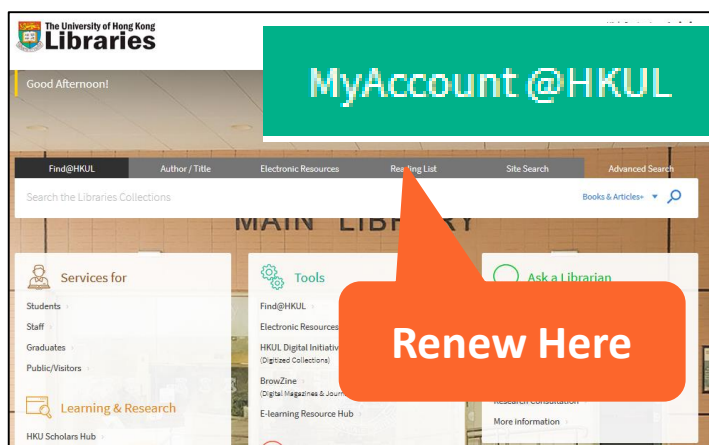 The University of Hong Kong
Libraries
MyAccount @HKUL
Good Afternoon!
Find@HKUL
Author / Title
Electronic Resources
Reading List
Site Search
Advanced Search
Search the Libraries Collections
Books & Articles+
MAIN LIBRARY
Services for
Students
Staff
Graduates
Public/Visitors
Learning & Research
HKU Scholars Hub
Tools
Find@HKUL
Electronic Resources
HKUL Digital
(Digitized Collections)
BrowZine
(Digital Magazines &
E-learning Resource Hub
Ask a Librarian
Renew Here
Research Consultation
More information